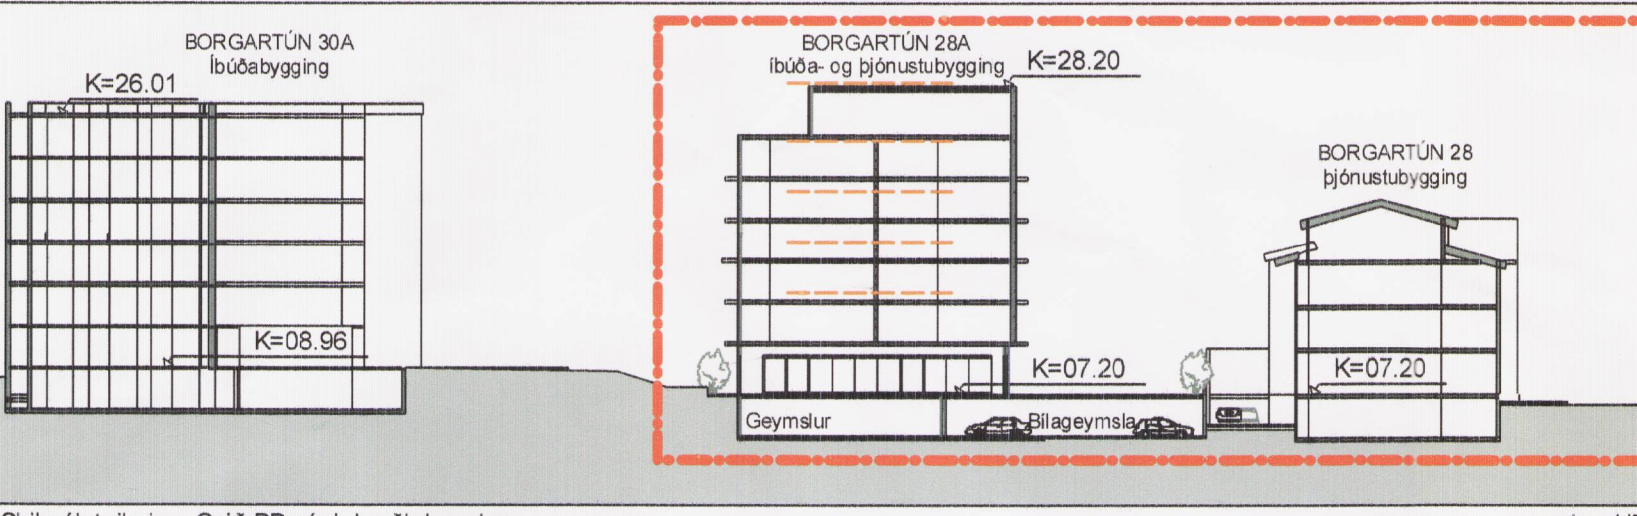 BORGARTÚN 30A
Íbúðabygging
K=26.01
K=08.96
BORGARTÚN 28A
íbúða- og þjónustubygging
K=28.20
K=07.20
Geymslur
Bílageymsla
BORGARTÚN 28
þjónustubygging
K=07.20